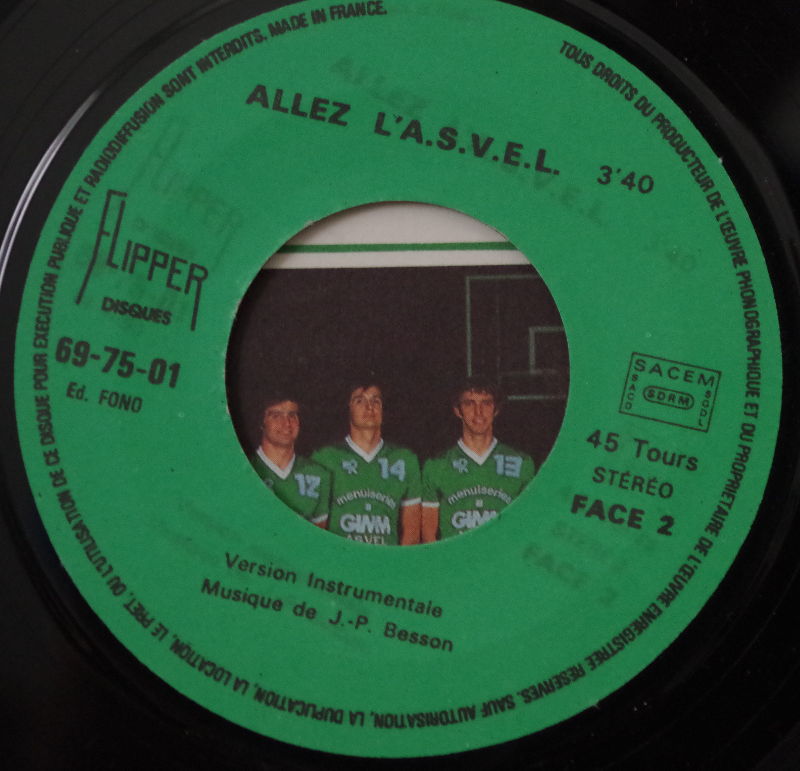 TOUS DROITS DU PRODUCTEUR DE L'ŒUVRE PHONOGRAPHIQUE ET DU PROPRIETAIRE DE L'ŒUVRE ENREGISTREE RESERVES. SAUF AUTORISATION, LA DUPLICATION, LA LOCATION, LE PRET, OU L'UTILISATION DE CE DISQUE POUR EXECUTION PUBLIQUE ET RADIODIFFUSION SONT INTERDITS. MADE IN FRANCE.
ALLEZ L'A.S.V.E.L. 3'40
FLIPPER
DISQUES
69-75-01
Ed. FONO
SACEM
SACD
SDRM
SGDL
45 Tours
STÉRÉO
FACE 2
12
14
13
menuiseries
GIMM
ASVEL
menuiseries
GIMM
Version Instrumentale
Musique de J.-P. Besson